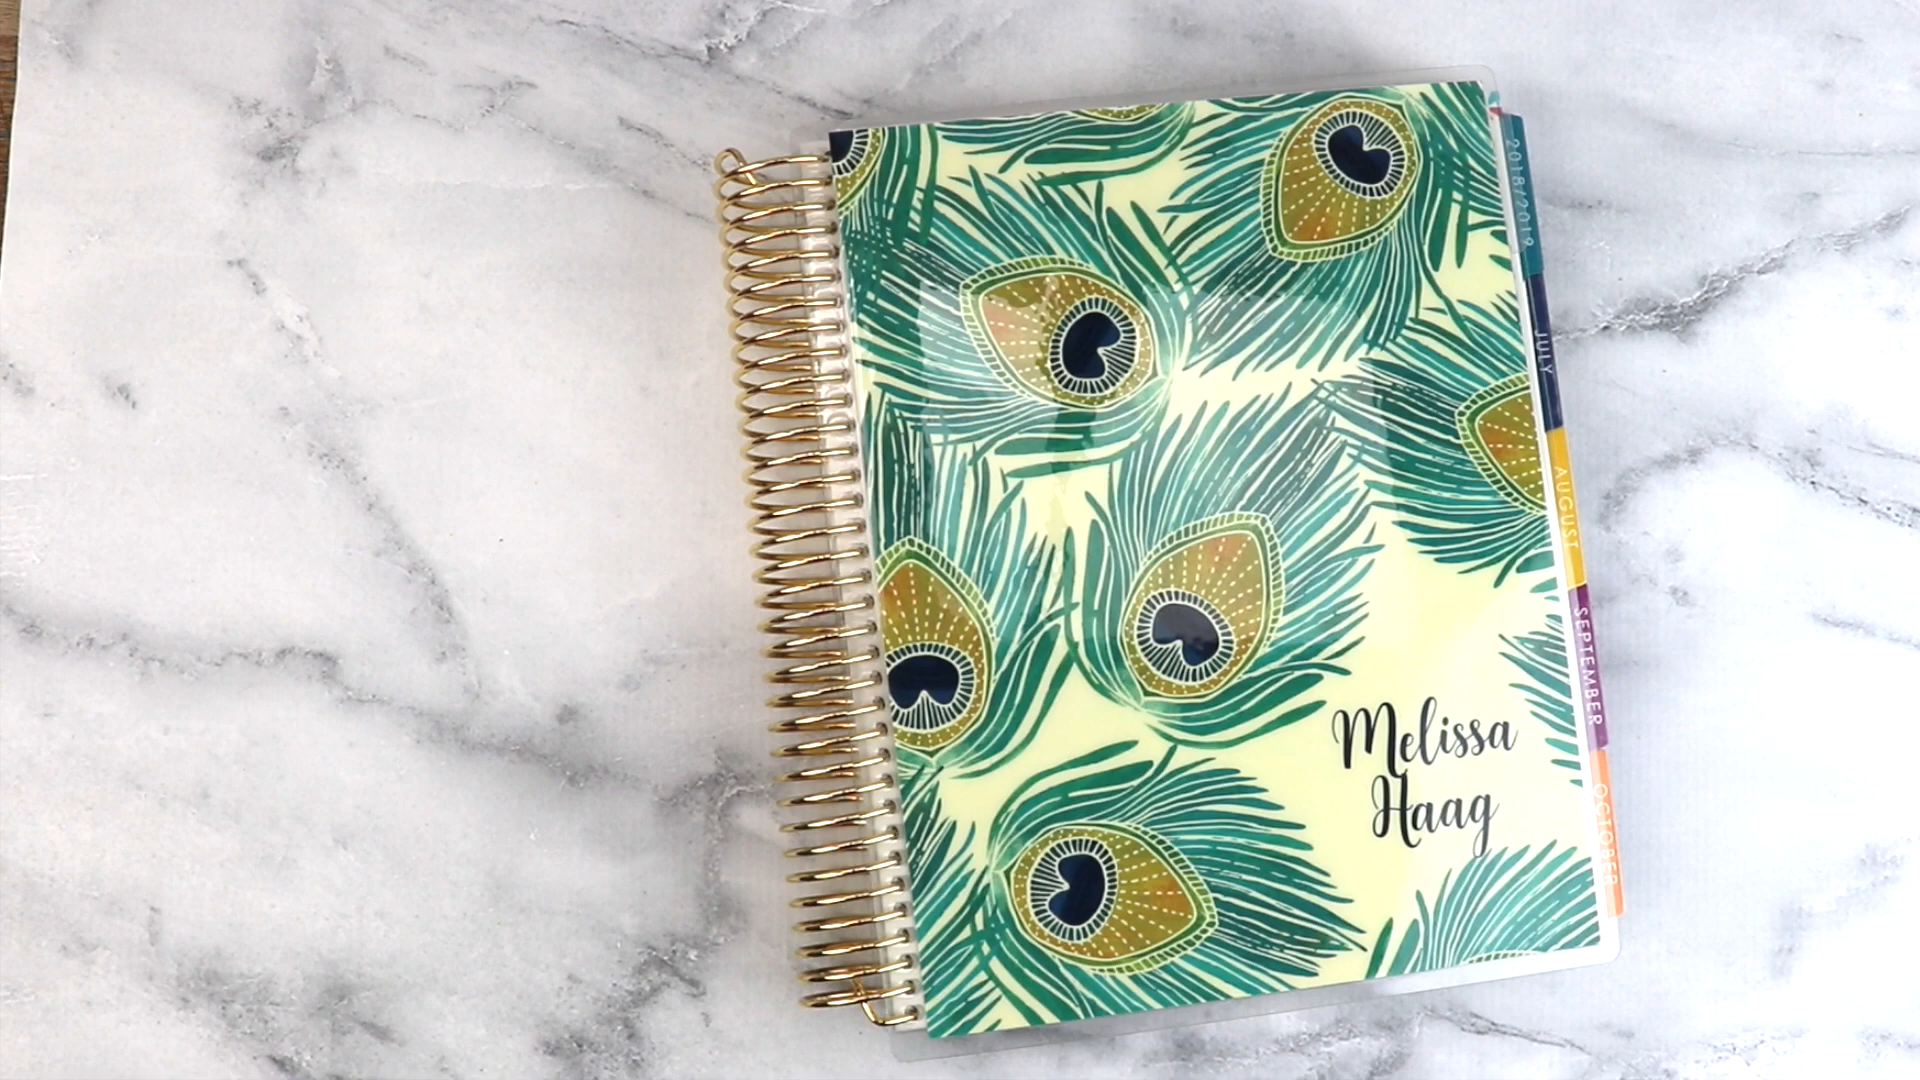 Melissa
Haag
2018/2019
JULY
AUGUST
SEPTEMBER
OCTOBER